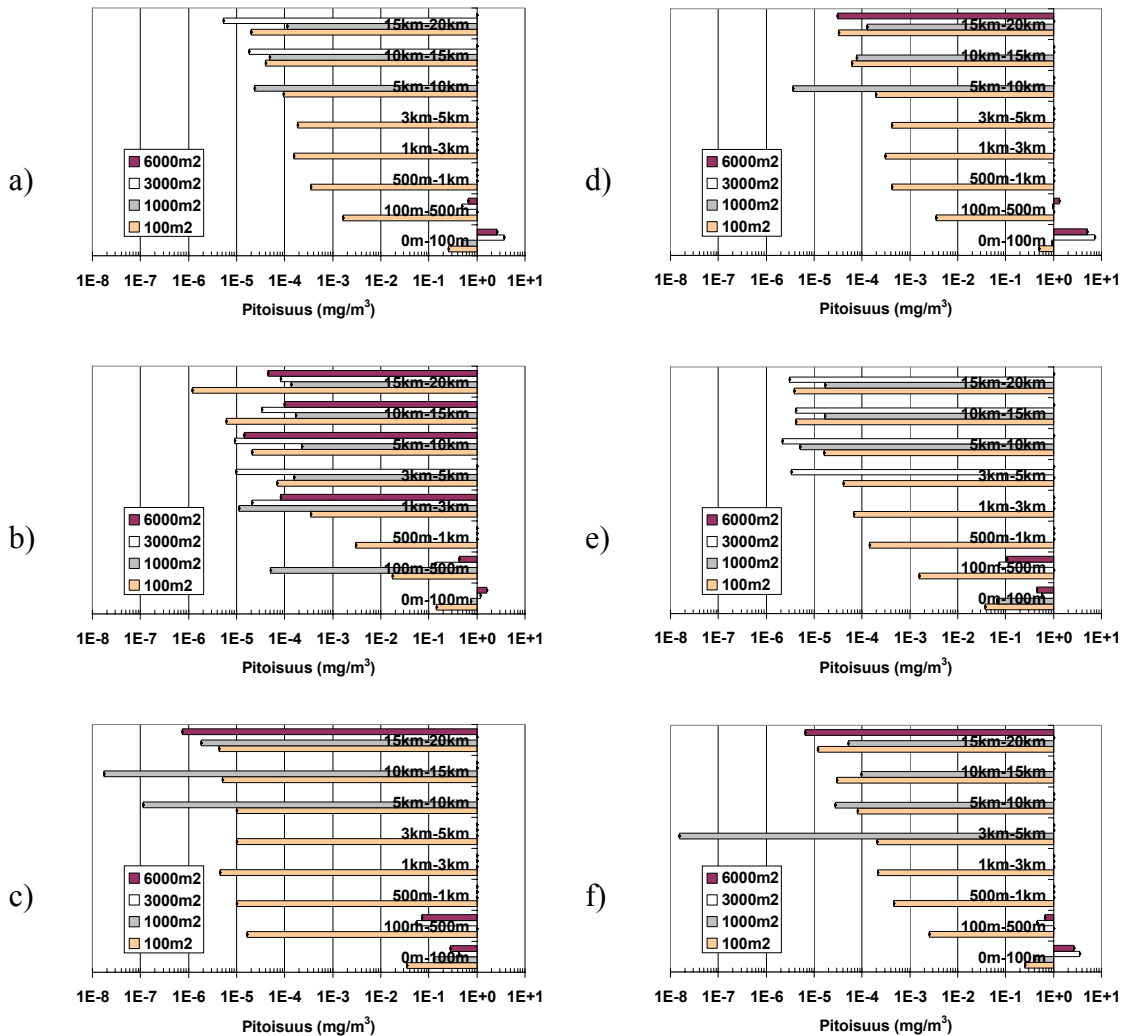 a)
15km-20km
10km-15km
5km-10km
3km-5km
1km-3km
500m-1km
100m-500m
0m-100m
6000m2
3000m2
1000m2
100m2
1E-8 1E-7 1E-6 1E-5 1E-4 1E-3 1E-2 1E-1 1E+0 1E+1
Pitoisuus (mg/m³)
d)
15km-20km
10km-15km
5km-10km
3km-5km
1km-3km
500m-1km
100m-500m
0m-100m
6000m2
3000m2
1000m2
100m2
1E-8 1E-7 1E-6 1E-5 1E-4 1E-3 1E-2 1E-1 1E+0 1E+1
Pitoisuus (mg/m³)
b)
15km-20km
10km-15km
5km-10km
3km-5km
1km-3km
500m-1km
100m-500m
0m-100m
6000m2
3000m2
1000m2
100m2
1E-8 1E-7 1E-6 1E-5 1E-4 1E-3 1E-2 1E-1 1E+0 1E+1
Pitoisuus (mg/m³)
e)
15km-20km
10km-15km
5km-10km
3km-5km
1km-3km
500m-1km
100m-500m
0m-100m
6000m2
3000m2
1000m2
100m2
1E-8 1E-7 1E-6 1E-5 1E-4 1E-3 1E-2 1E-1 1E+0 1E+1
Pitoisuus (mg/m³)
c)
15km-20km
10km-15km
5km-10km
3km-5km
1km-3km
500m-1km
100m-500m
0m-100m
6000m2
3000m2
1000m2
100m2
1E-8 1E-7 1E-6 1E-5 1E-4 1E-3 1E-2 1E-1 1E+0 1E+1
Pitoisuus (mg/m³)
f)
15km-20km
10km-15km
5km-10km
3km-5km
1km-3km
500m-1km
100m-500m
0m-100m
6000m2
3000m2
1000m2
100m2
1E-8 1E-7 1E-6 1E-5 1E-4 1E-3 1E-2 1E-1 1E+0 1E+1
Pitoisuus (mg/m³)